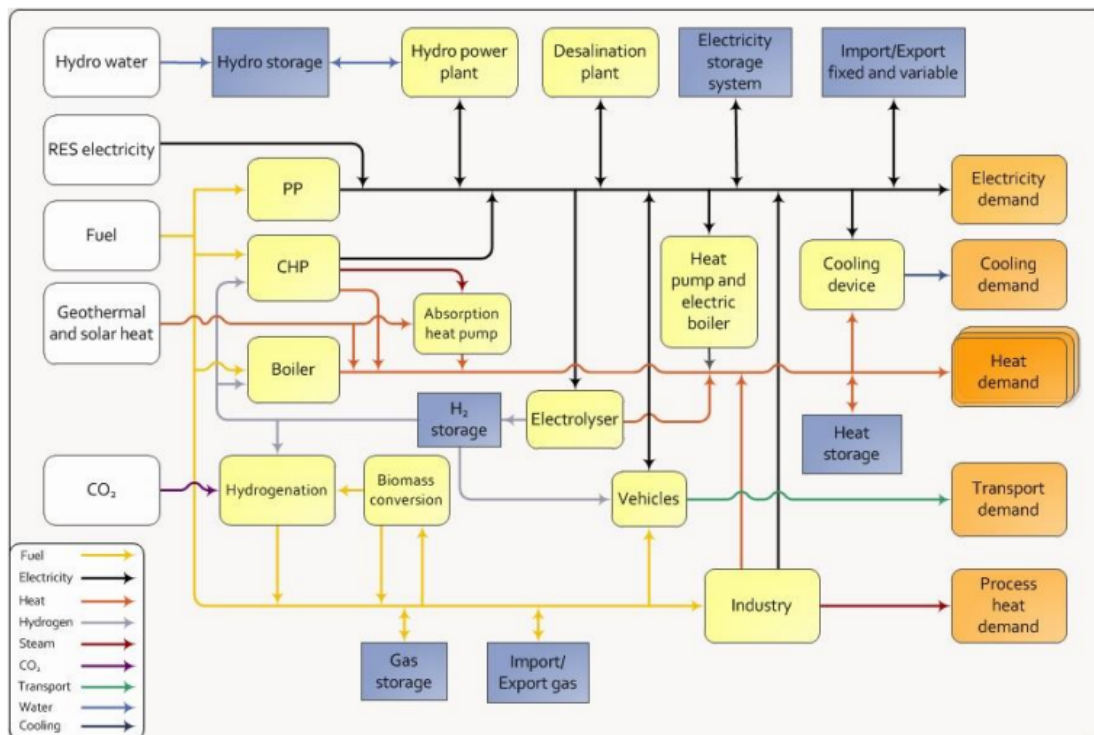 Hydro water
Hydro storage
Hydro power
plant
Desalination
plant
Electricity
storage
system
Import/Export
fixed and variable
RES electricity
PP
Electricity
demand
Fuel
CHP
Heat
pump and
electric
boiler
Cooling
device
Cooling
demand
Geothermal
and solar heat
Absorption
heat pump
Boiler
Heat
demand
H₂
storage
Electrolyser
Heat
storage
CO₂
Hydrogenation
Biomass
conversion
Vehicles
Transport
demand
Industry
Process
heat
demand
Gas
storage
Import/
Export gas
Fuel
Electricity
Heat
Hydrogen
Steam
CO₂
Transport
Water
Cooling